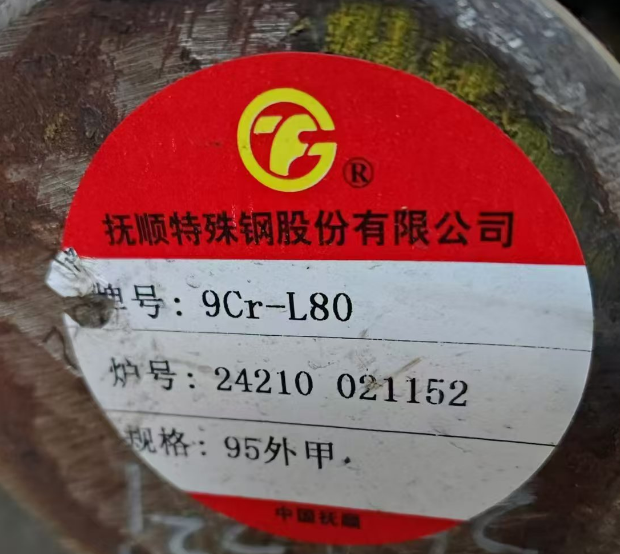 ®
抚顺特殊钢股份有限公司
牌号: 9Cr-L80
炉号: 24210 021152
规格: 95外甲.
中国抚顺